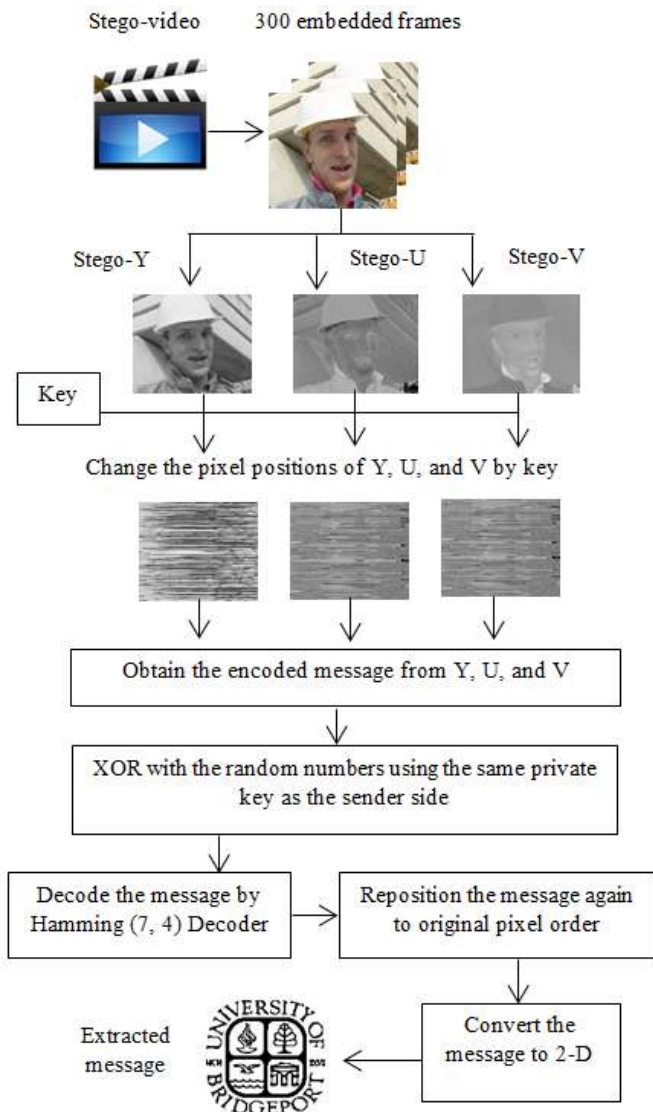 Stego-video
300 embedded frames
Stego-Y
Stego-U
Stego-V
Key
Change the pixel positions of Y, U, and V by key
Obtain the encoded message from Y, U, and V
XOR with the random numbers using the same private
key as the sender side
Decode the message by
Hamming (7, 4) Decoder
Reposition the message again
to original pixel order
Convert the
message to 2-D
Extracted
message
UNIVERSITY OF
BRIDGEPORT